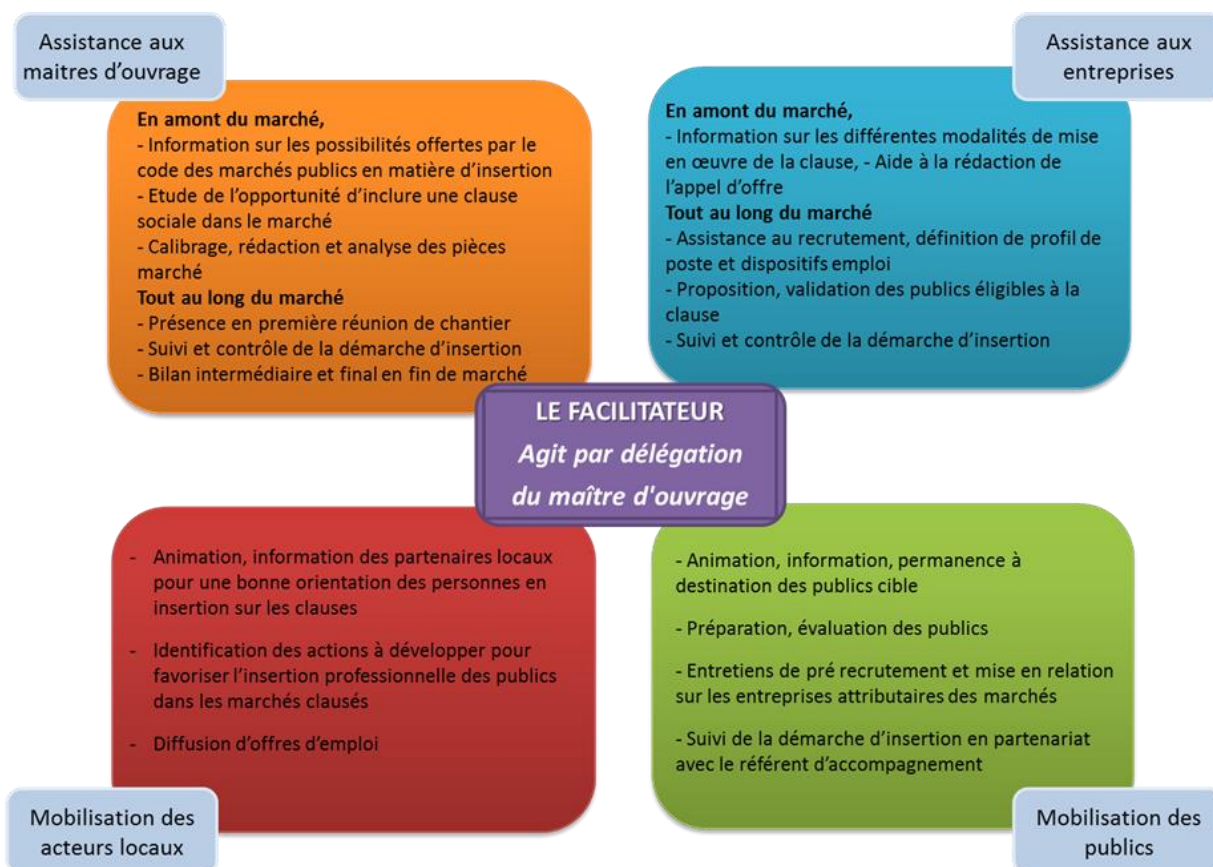 Assistance aux
maitres d'ouvrage
En amont du marché,
- Information sur les possibilités offertes par le
code des marchés publics en matière d'insertion
- Etude de l'opportunité d'inclure une clause
sociale dans le marché
- Calibrage, rédaction et analyse des pièces
marché
Tout au long du marché
- Présence en première réunion de chantier
- Suivi et contrôle de la démarche d'insertion
- Bilan intermédiaire et final en fin de marché
Assistance aux
entreprises
En amont du marché,
- Information sur les différentes modalités de mise
en œuvre de la clause, - Aide à la rédaction de
l'appel d'offre
Tout au long du marché
- Assistance au recrutement, définition de profil de
poste et dispositifs emploi
- Proposition, validation des publics éligibles à la
clause
- Suivi et contrôle de la démarche d'insertion
LE FACILITATEUR
Agit par délégation
du maître d'ouvrage
- Animation, information des partenaires locaux
pour une bonne orientation des personnes en
insertion sur les clauses
- Identification des actions à développer pour
favoriser l'insertion professionnelle des publics
dans les marchés clausés
- Diffusion d'offres d'emploi
Mobilisation des
acteurs locaux
- Animation, information, permanence à
destination des publics cible
- Préparation, évaluation des publics
- Entretiens de pré recrutement et mise en relation
sur les entreprises attributaires des marchés
- Suivi de la démarche d'insertion en partenariat
avec le référent d'accompagnement
Mobilisation des
publics